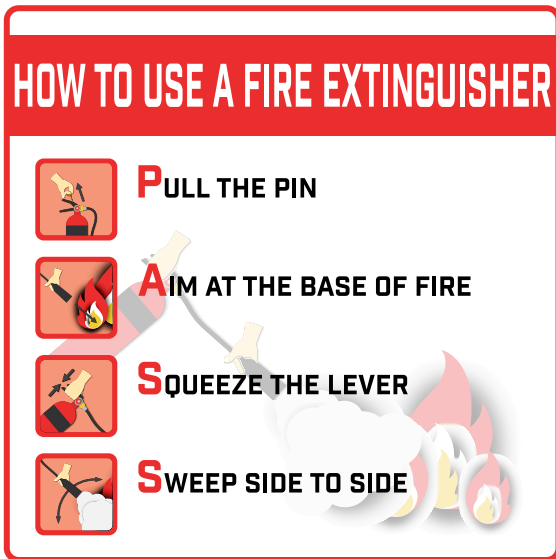 HOW TO USE A FIRE EXTINGUISHER
PULL THE PIN
AIM AT THE BASE OF FIRE
SQUEEZE THE LEVER
SWEEP SIDE TO SIDE